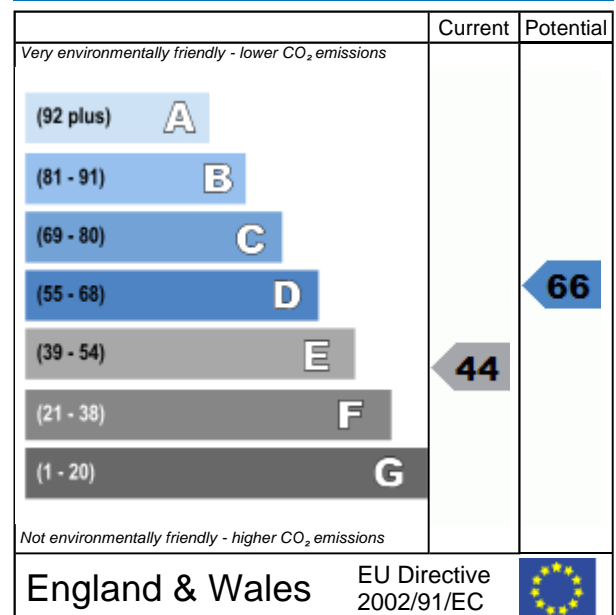 Current Potential
Very environmentally friendly - lower CO₂ emissions
(92 plus) A
(81 - 91) B
(69 - 80) C
(55 - 68) D
66
(39 - 54) E
44
(21 - 38) F
(1 - 20) G
Not environmentally friendly - higher CO₂ emissions
England & Wales
EU Directive
2002/91/EC